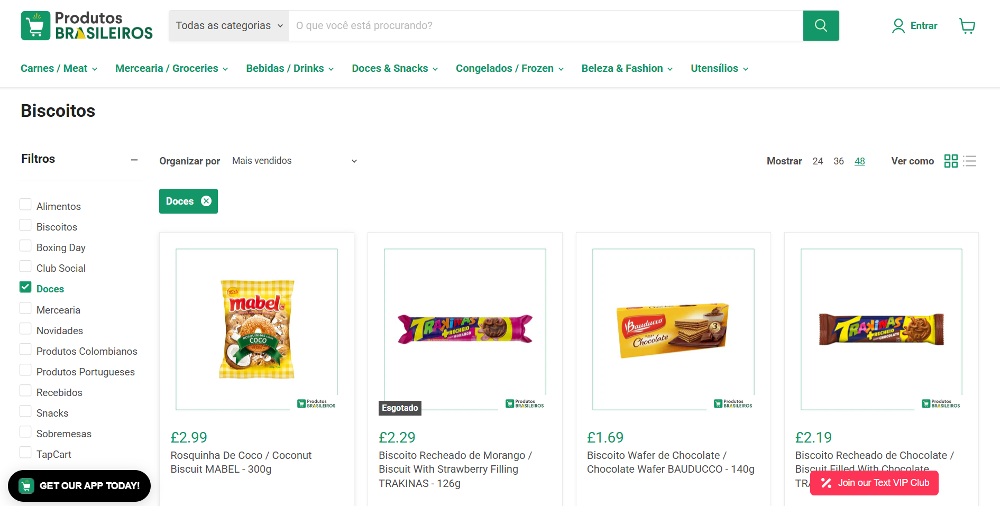 Produtos
BRASILEIROS
Todas as categorias
O que você está procurando?
Entrar
Carnes / Meat
Mercearia / Groceries
Bebidas / Drinks
Doces & Snacks
Congelados / Frozen
Beleza & Fashion
Utensílios
Biscoitos
Filtros
Organizar por
Mais vendidos
Mostrar
24
36
48
Ver como
Doces
Alimentos
Biscoitos
Boxing Day
Club Social
Doces
Mercearia
Novidades
Produtos Colombianos
Produtos Portugueses
Recebidos
Snacks
Sobremesas
TapCart
GET OUR APP TODAY!
NOVA
mabel
ROSQUINHAS SABOR
COCO
Produtos
BRASILEIROS
£2.99
Rosquinha De Coco / Coconut
Biscuit MABEL - 300g
TRAKINAS
+RECHEIO
MORANGO
Produtos
BRASILEIROS
Esgotado
£2.29
Biscoito Recheado de Morango /
Biscuit With Strawberry Filling
TRAKINAS - 126g
Bauducco
WAFER
Chocolate
3
Produtos
BRASILEIROS
£1.69
Biscoito Wafer de Chocolate /
Chocolate Wafer BAUDUCCO - 140g
TRAKINAS
+RECHEIO
CHOCOLATE
Produtos
BRASILEIROS
£2.19
Biscoito Recheado de Chocolate /
Biscuit Filled With Chocolate
Join our Text VIP Club